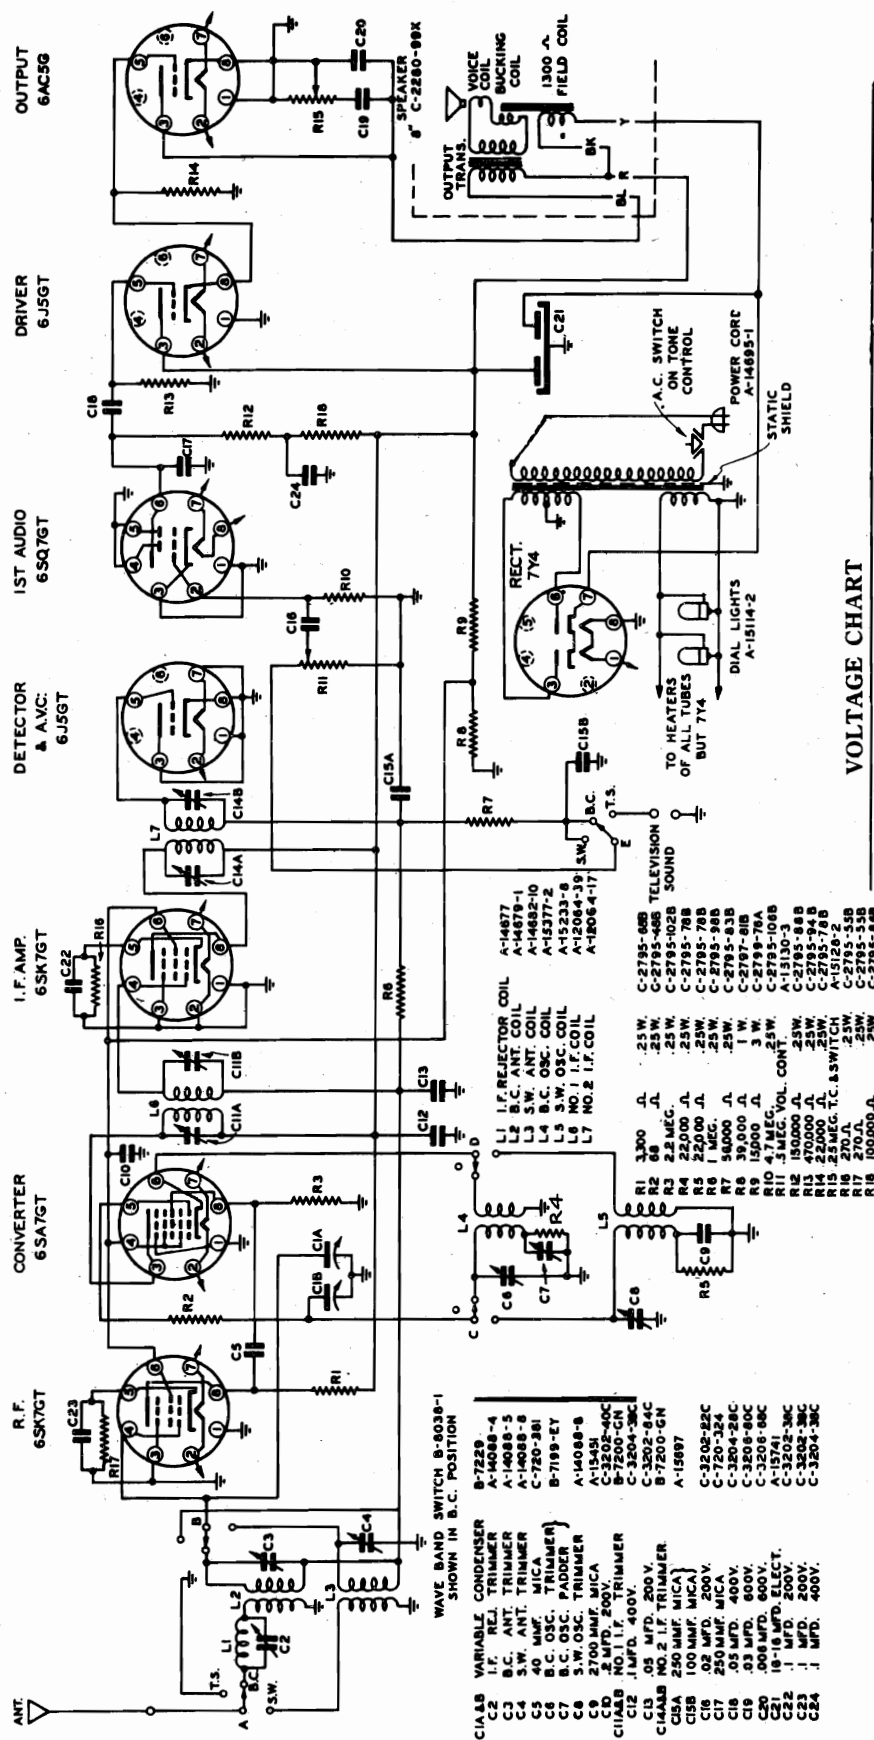 OUTPUT
6AC5G
DRIVER
6J5GT
1ST AUDIO
6SQ7GT
DETECTOR
& A.V.C.
6J5GT
I.F. AMP.
6SK7GT
CONVERTER
6SA7GT
R.F.
6SK7GT
ANT.
C20
R15
C19
SPEAKER
8" C-2280-99X
R14
C18
R13
R12
R18
C17
C24
C16
R10
R11
C15A
C14B
L7
C14A
R16
C22
R6
C11B
L6
C11A
C13
C12
C10
R3
C1A
C1B
R2
C5
R1
C23
R17
B
C4
C3
L2
L3
L1
C2
T.S.
B.C.
S.W.
A
VOICE
COIL
BUCKING
COIL
1300 Ω
FIELD COIL
OUTPUT
TRANS.
BK
Y
R
BL
C21
A.C. SWITCH
ON TONE
CONTROL
POWER CORD
A-14695-1
STATIC
SHIELD
RECT.
7Y4
DIAL LIGHTS
A-15114-2
TO HEATERS
OF ALL TUBES
BUT 7Y4
R9
R8
R7
C15B
S.W.
B.C.
T.S.
E
TELEVISION
SOUND
D
L4
R4
C6
C7
L5
C9
R5
C8
C
WAVE BAND SWITCH B-8038-1
SHOWN IN B.C. POSITION
VOLTAGE CHART
L1 I.F. REJECTOR COIL A-14677
L2 B.C. ANT. COIL A-14679-1
L3 S.W. ANT. COIL A-14682-10
L4 B.C. OSC. COIL A-15377-2
L5 S.W. OSC. COIL A-15233-8
L6 NO. 1 I.F. COIL A-12064-39
L7 NO. 2 I.F. COIL A-12064-17
R1 3,300 Ω .25 W. C-2795-68B
R2 68 Ω .25 W. C-2795-48B
R3 2.2 MEG. .25 W. C-2795-102B
R4 22,000 Ω .25W. C-2795-78B
R5 22,000 Ω .25W. C-2795-78B
R6 1 MEG. .25 W. C-2795-98B
R7 56,000 Ω .25W. C-2795-83B
R8 39,000 Ω 1 W. C-2797-81B
R9 15,000 Ω 3 W. C-2799-76A
R10 4.7 MEG. .25W. C-2795-106B
R11 .5 MEG. VOL. CONT. A-15130-3
R12 150,000 Ω .25W. C-2795-88B
R13 470,000 Ω .25W. C-2795-94B
R14 22,000 Ω .25W. C-2795-78B
R15 .25 MEG. T.C. & SWITCH A-15128-2
R16 270 Ω .25W. C-2795-55B
R17 270 Ω .25W. C-2795-55B
R18 100,000 Ω .25W.
C1A&B VARIABLE CONDENSER B-7229
C2 I.F. REJ. TRIMMER A-14088-4
C3 B.C. ANT. TRIMMER A-14088-5
C4 S.W. ANT. TRIMMER A-14088-8
C5 40 MMF. MICA C-720-381
C6 B.C. OSC. TRIMMER } B-7199-EY
C7 B.C. OSC. PADDER }
C8 S.W. OSC. TRIMMER A-14088-8
C9 2700 MMF. MICA A-15451
C10 .2 MFD. 200V. C-3202-40C
C11A&B NO. 1 I.F. TRIMMER B-7200-GN
C12 .1 MFD. 400V. C-3204-38C
C13 .05 MFD. 200 V. C-3202-84C
C14A&B NO. 2 I.F. TRIMMER. B-7200-GN
C15A 250 MMF. MICA } A-15697
C15B 100 MMF. MICA }
C16 .02 MFD. 200V. C-3202-22C
C17 250 MMF. MICA C-720-324
C18 .05 MFD. 400V. C-3204-28C
C19 .03 MFD. 600V. C-3206-80C
C20 .006 MFD. 600V. C-3206-68C
C21 16-16 MFD. ELECT. A-15741
C22 .1 MFD. 200V. C-3202-38C
C23 .1 MFD. 200V. C-3202-38C
C24 .1 MFD. 400V. C-3204-38C